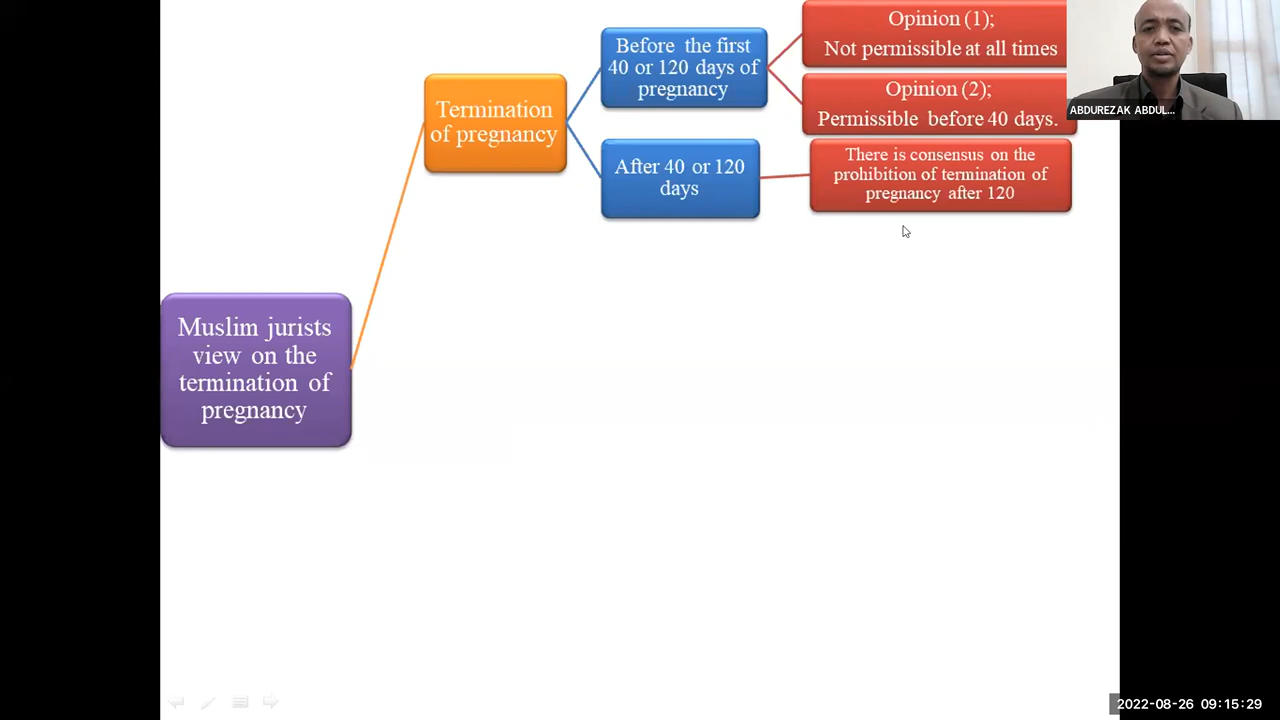 Before the first
40 or 120 days of
pregnancy
Opinion (1);
Not permissible at all times
Termination
of pregnancy
Opinion (2);
Permissible before 40 days.
After 40 or 120
days
There is consensus on the
prohibition of termination of
pregnancy after 120
Muslim jurists
view on the
termination of
pregnancy
ABDUREZAK ABDUL...
2022-08-26 09:15:29